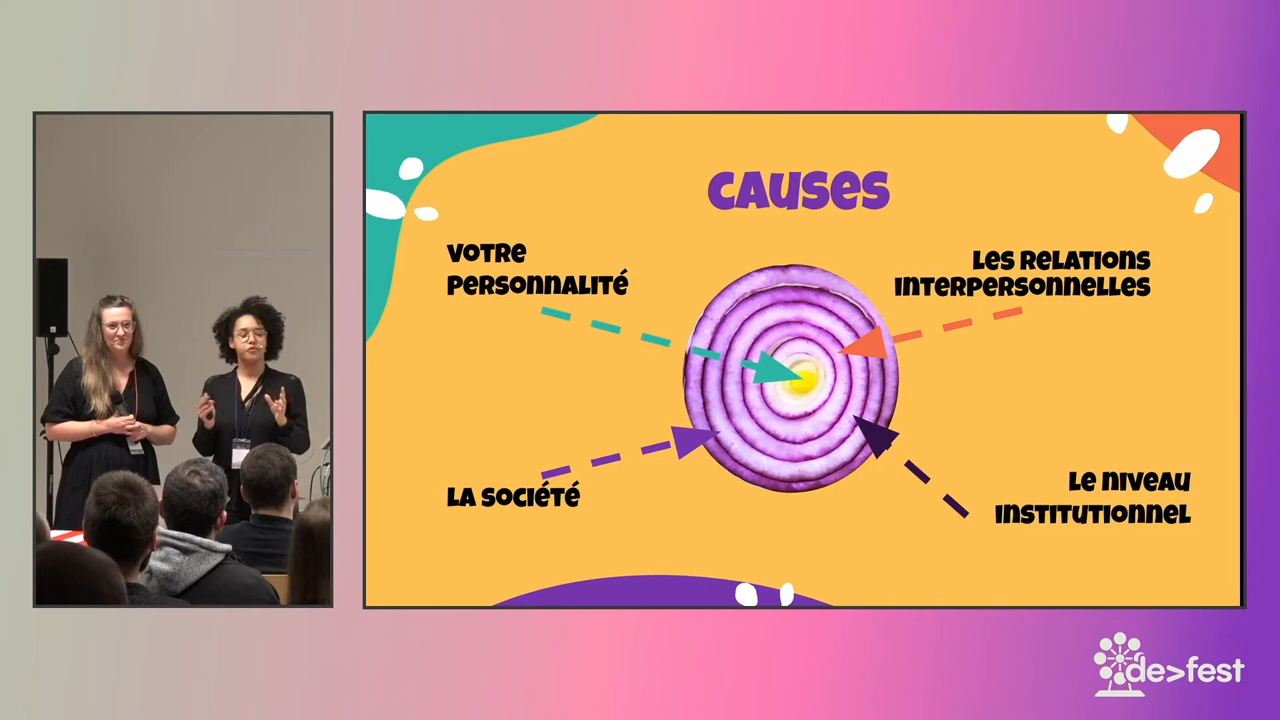 CAUSES
VOTRE
PERSONNALITÉ
LES RELATIONS
INTERPERSONNELLES
LA SOCIÉTÉ
LE NIVEAU
INSTITUTIONNEL
de>fest